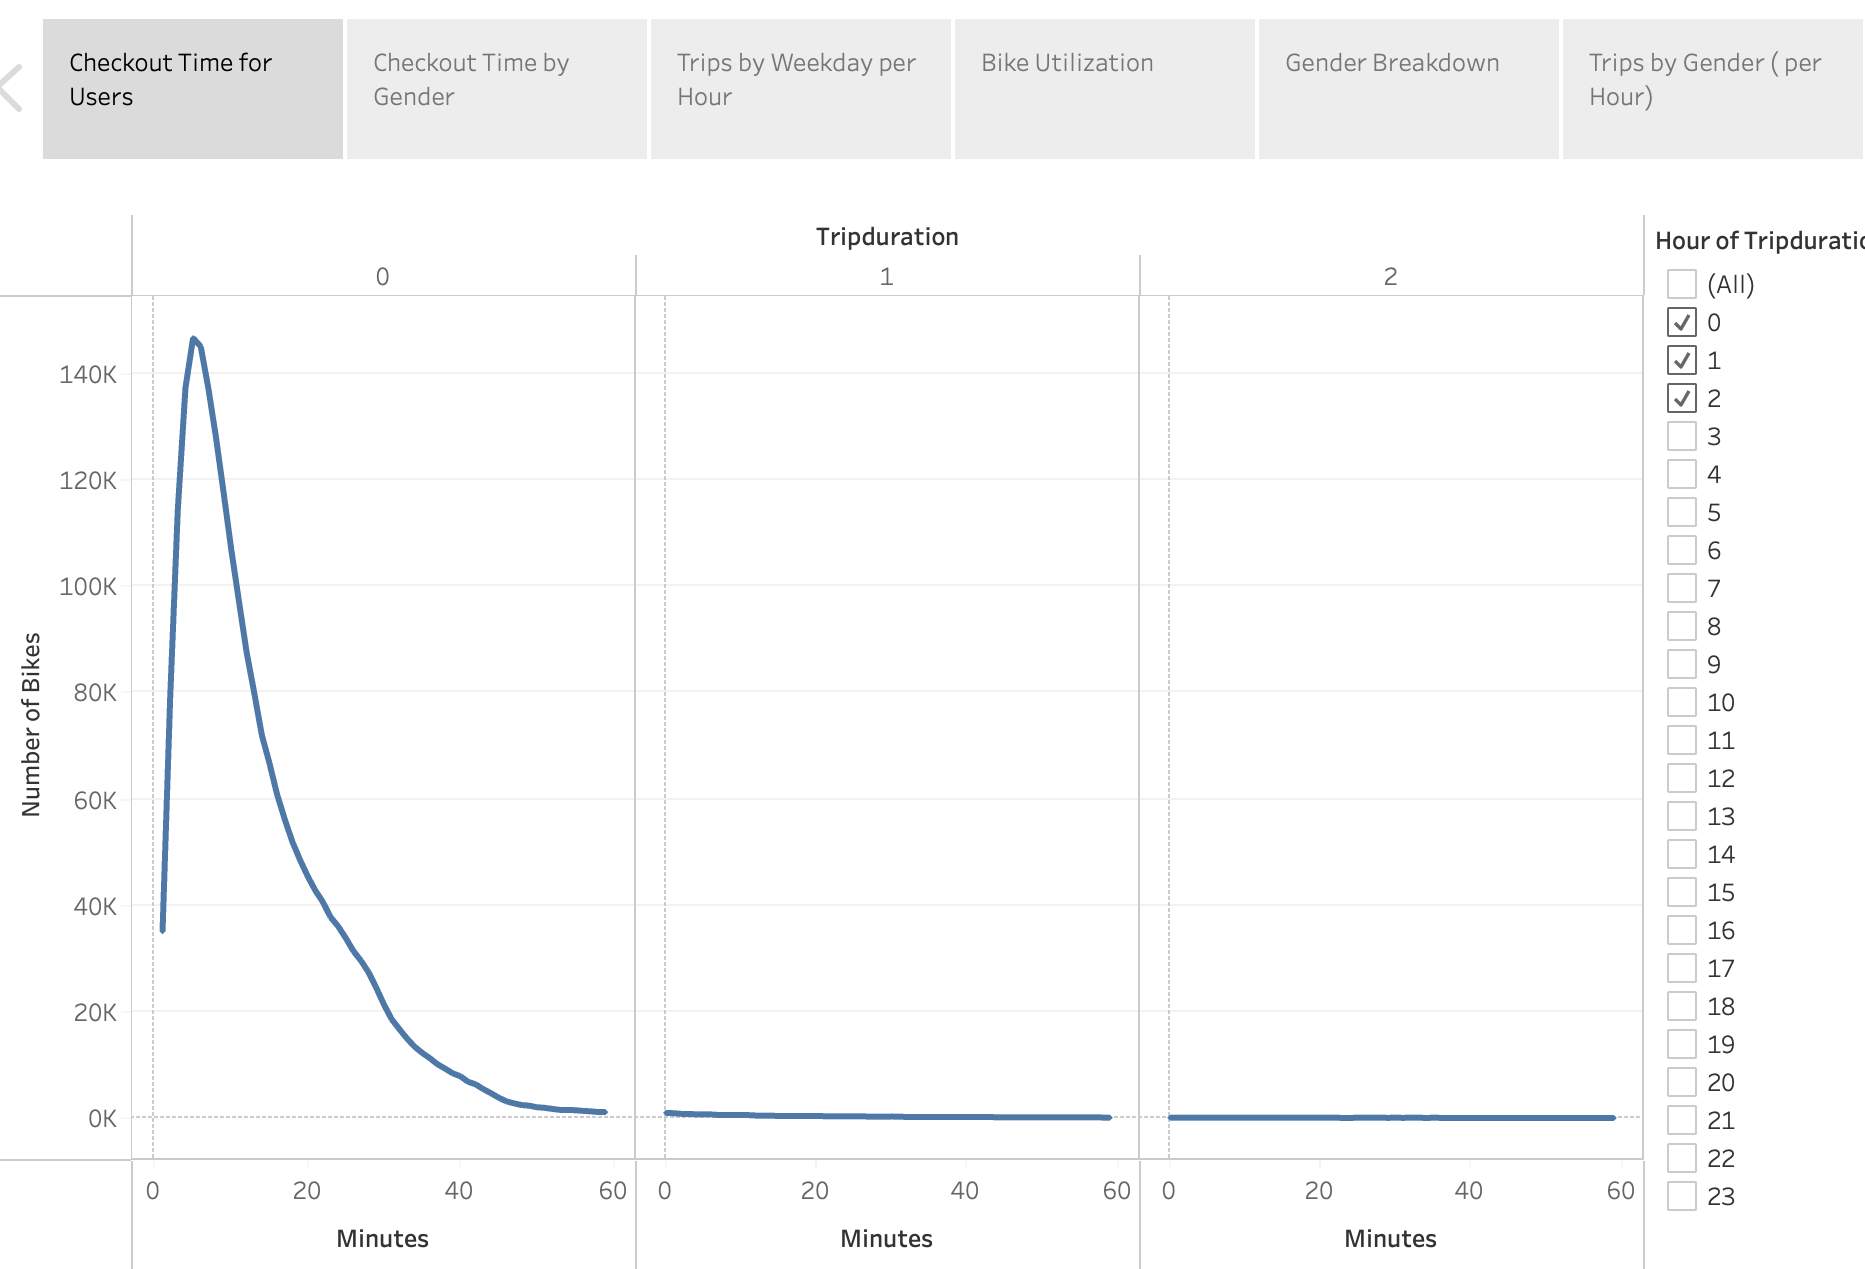 Checkout Time for
Users
Checkout Time by
Gender
Trips by Weekday per
Hour
Bike Utilization
Gender Breakdown
Trips by Gender ( per
Hour)
Tripduration
0
1
2
Number of Bikes
140K
120K
100K
80K
60K
40K
20K
0K
0
20
40
60
0
20
40
60
0
20
40
60
Minutes
Minutes
Minutes
Hour of Tripduratio
(All)
0
1
2
3
4
5
6
7
8
9
10
11
12
13
14
15
16
17
18
19
20
21
22
23